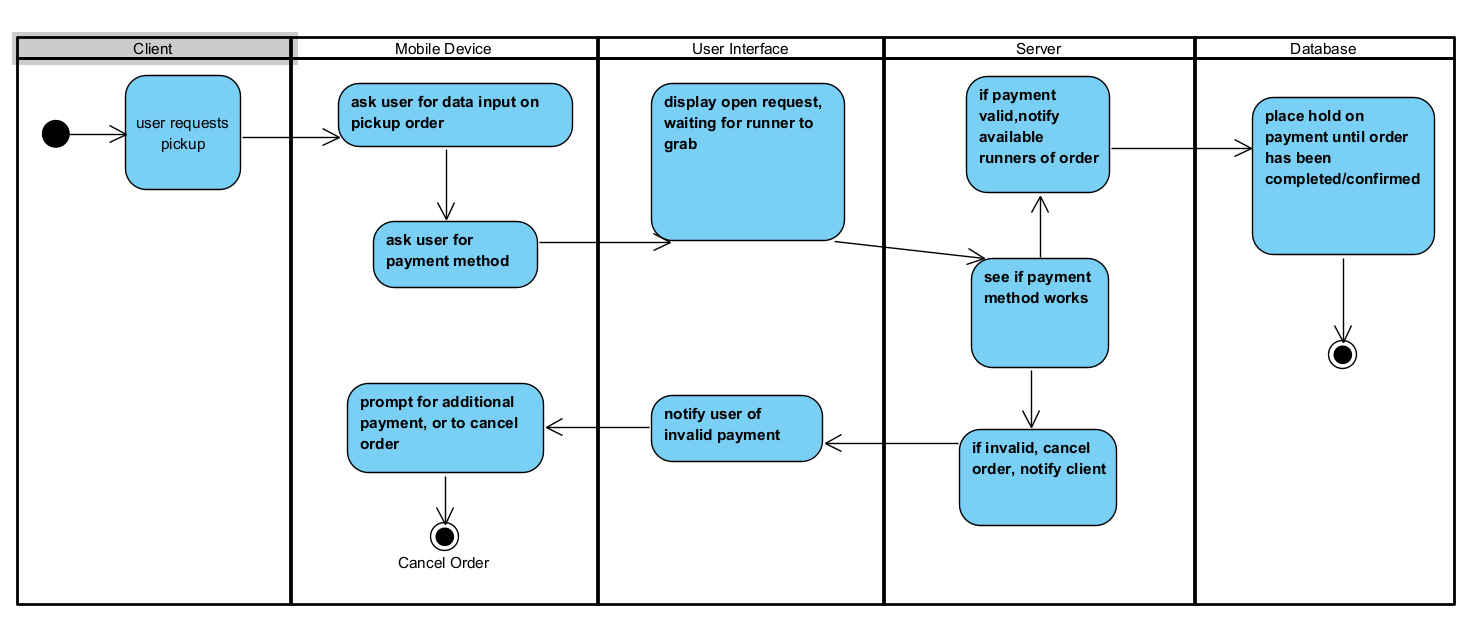 Client
Mobile Device
User Interface
Server
Database
user requests
pickup
ask user for data input on
pickup order
ask user for
payment method
display open request,
waiting for runner to
grab
if payment
valid,notify
available
runners of order
place hold on
payment until order
has been
completed/confirmed
see if payment
method works
if invalid, cancel
order, notify client
notify user of
invalid payment
prompt for additional
payment, or to cancel
order
Cancel Order